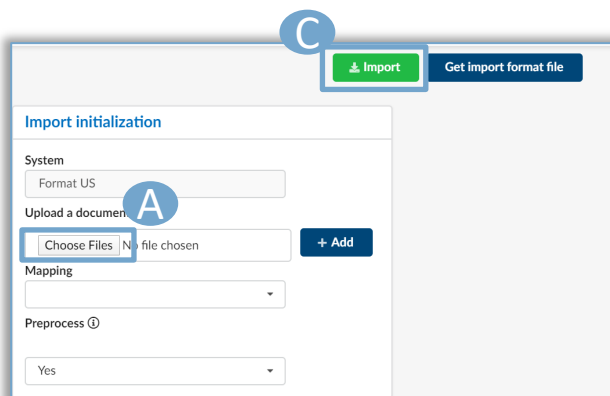 C
Import
Get import format file
Import initialization
System
Format US
A
Upload a documen
Choose Files No file chosen
+ Add
Mapping
Preprocess
Yes